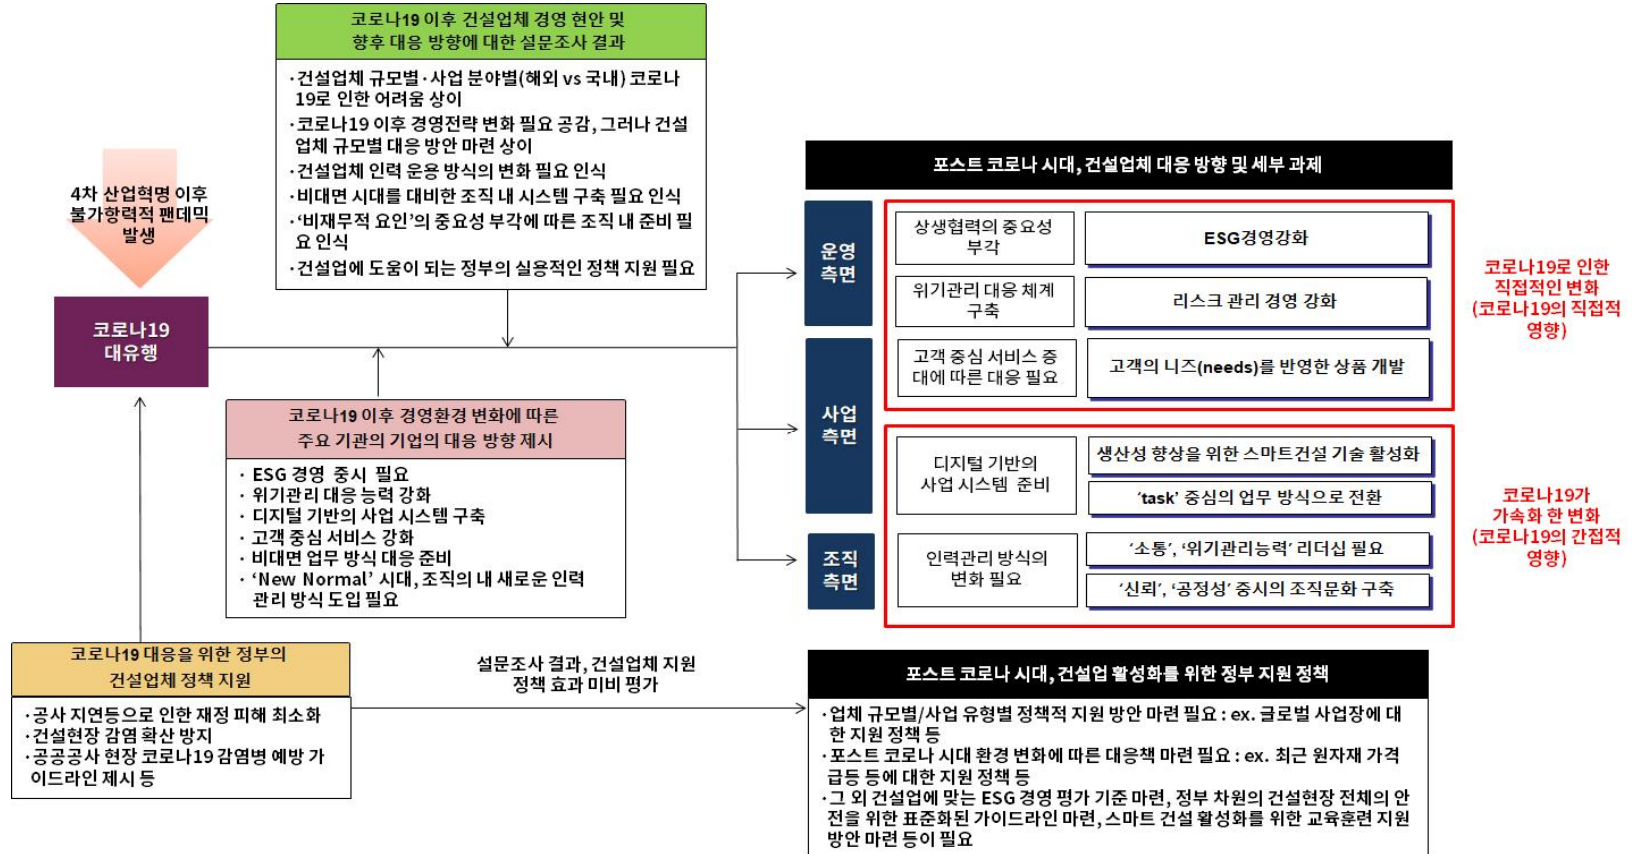 코로나19 이후 건설업체 경영 현안 및
향후 대응 방향에 대한 설문조사 결과
·건설업체 규모별·사업 분야별(해외 vs 국내) 코로나
19로 인한 어려움 상이
·코로나19 이후 경영전략 변화 필요 공감, 그러나 건설
업체 규모별 대응 방안 마련 상이
·건설업체 인력 운용 방식의 변화 필요 인식
·비대면 시대를 대비한 조직 내 시스템 구축 필요 인식
·‘비재무적 요인’의 중요성 부각에 따른 조직 내 준비 필
요 인식
·건설업에 도움이 되는 정부의 실용적인 정책 지원 필요
4차 산업혁명 이후
불가항력적 팬데믹
발생
코로나19
대유행
코로나19 이후 경영환경 변화에 따른
주요 기관의 기업의 대응 방향 제시
· ESG 경영 중시 필요
· 위기관리 대응 능력 강화
· 디지털 기반의 사업 시스템 구축
· 고객 중심 서비스 강화
· 비대면 업무 방식 대응 준비
· ‘New Normal’ 시대, 조직의 내 새로운 인력
관리 방식 도입 필요
코로나19 대응을 위한 정부의
건설업체 정책 지원
·공사 지연등으로 인한 재정 피해 최소화
·건설현장 감염 확산 방지
·공공공사 현장 코로나19 감염병 예방 가
이드라인 제시 등
설문조사 결과, 건설업체 지원
정책 효과 미비 평가
포스트 코로나 시대, 건설업체 대응 방향 및 세부 과제
운영
측면
상생협력의 중요성
부각
ESG경영강화
위기관리 대응 체계
구축
리스크 관리 경영 강화
사업
측면
고객 중심 서비스 증
대에 따른 대응 필요
고객의 니즈(needs)를 반영한 상품 개발
디지털 기반의
사업 시스템 준비
생산성 향상을 위한 스마트건설 기술 활성화
‘task’ 중심의 업무 방식으로 전환
조직
측면
인력관리 방식의
변화 필요
‘소통’, ‘위기관리능력’ 리더십 필요
‘신뢰’, ‘공정성’ 중시의 조직문화 구축
코로나19로 인한
직접적인 변화
(코로나19의 직접적
영향)
코로나19가
가속화 한 변화
(코로나19의 간접적
영향)
포스트 코로나 시대, 건설업 활성화를 위한 정부 지원 정책
·업체 규모별/사업 유형별 정책적 지원 방안 마련 필요 : ex. 글로벌 사업장에 대
한 지원 정책 등
·포스트 코로나 시대 환경 변화에 따른 대응책 마련 필요 : ex. 최근 원자재 가격
급등 등에 대한 지원 정책 등
·그 외 건설업에 맞는 ESG 경영 평가 기준 마련, 정부 차원의 건설현장 전체의 안
전을 위한 표준화된 가이드라인 마련, 스마트 건설 활성화를 위한 교육훈련 지원
방안 마련 등이 필요